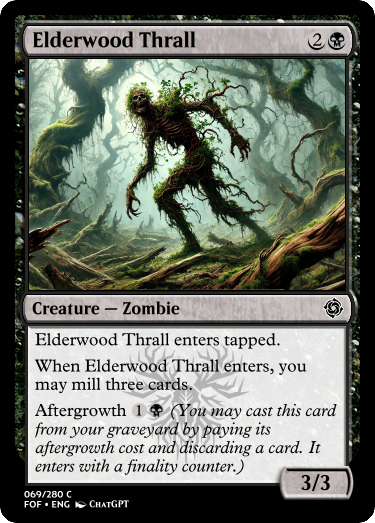 Elderwood Thrall 2
Creature — Zombie
Elderwood Thrall enters tapped.
When Elderwood Thrall enters, you
may mill three cards.
Aftergrowth 1 (You may cast this card
from your graveyard by paying its
aftergrowth cost and discarding a card. It
enters with a finality counter.)
3/3
069/280 C
FOF • ENG ChatGPT